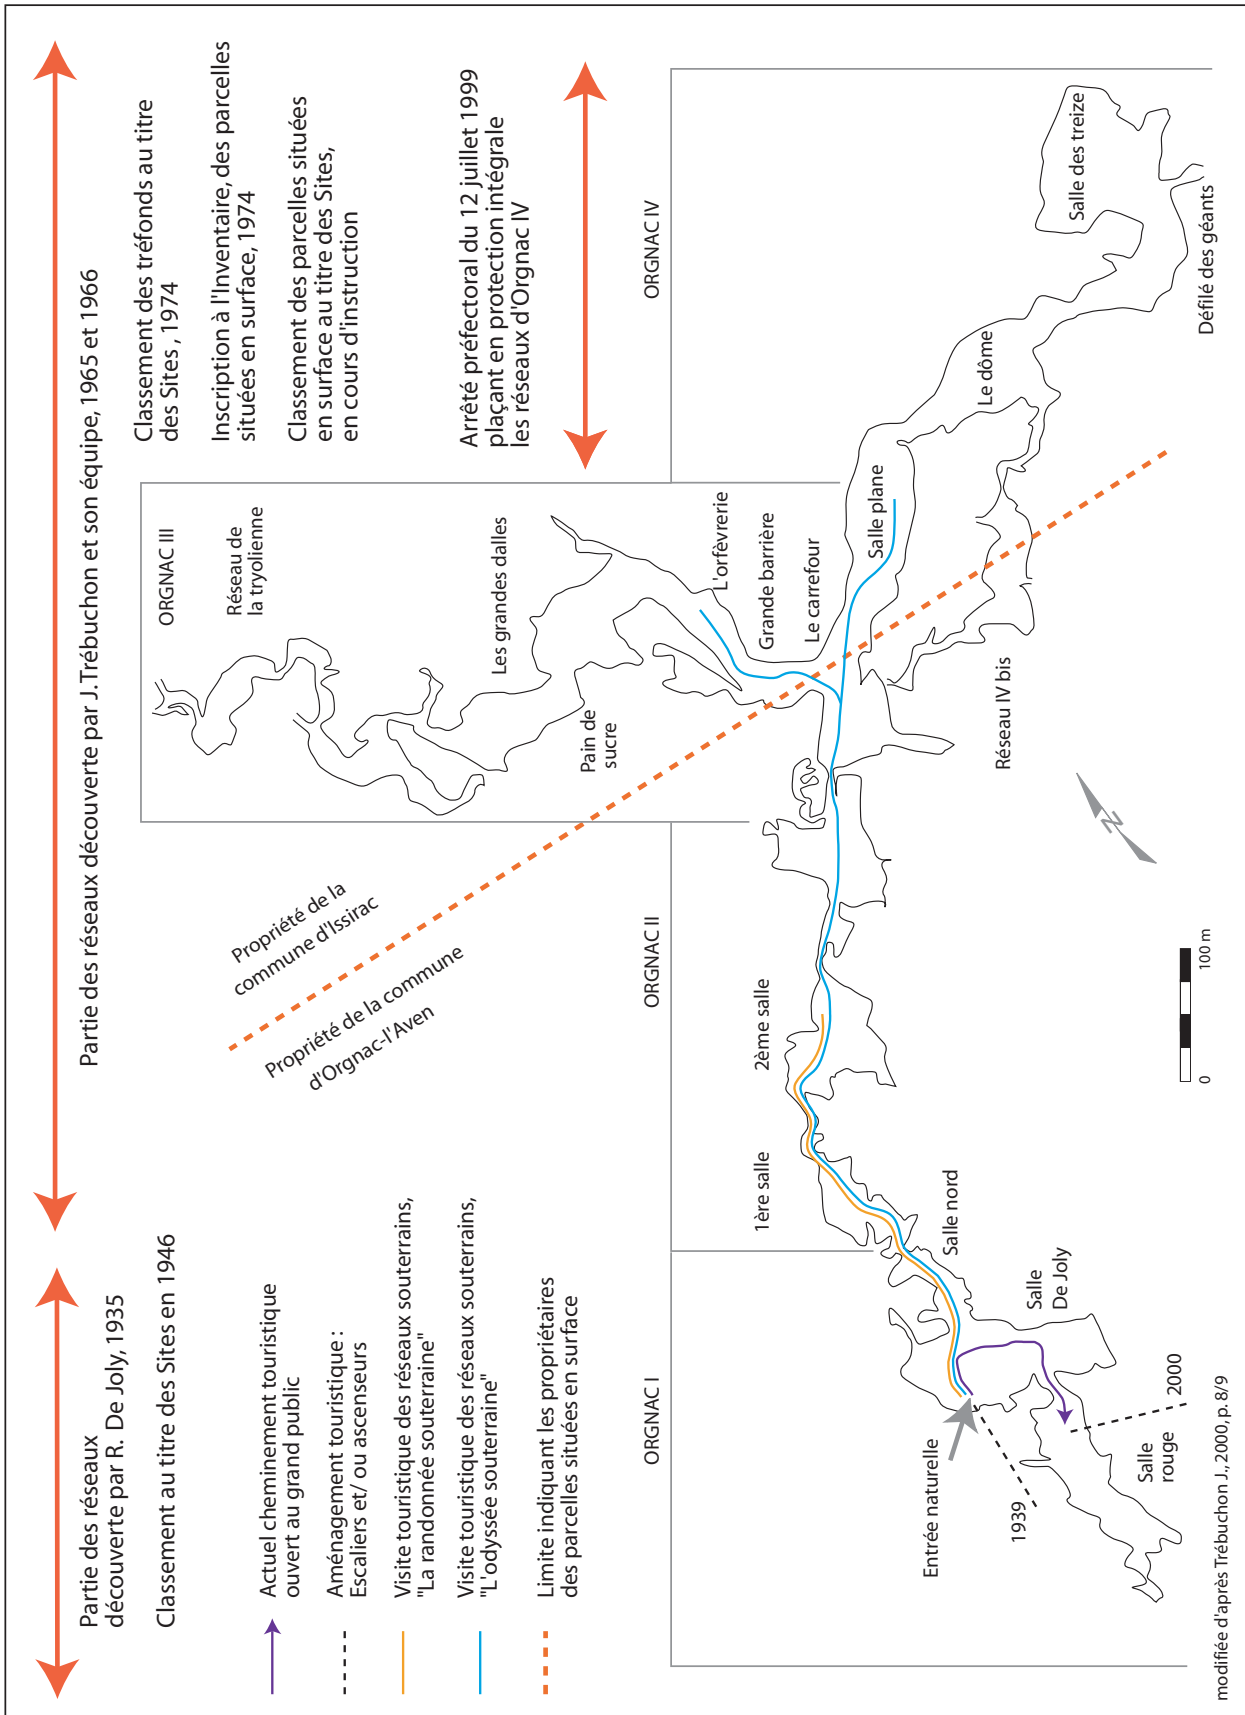 Partie des réseaux
découverte par R. De Joly, 1935
Classement au titre des Sites en 1946
Partie des réseaux découverte par J.Trébuchon et son équipe, 1965 et 1966
Classement des tréfonds au titre
des Sites , 1974
Inscription à l'Inventaire, des parcelles
situées en surface, 1974
Classement des parcelles situées
en surface au titre des Sites,
en cours d'instruction
Arrêté préfectoral du 12 juillet 1999
plaçant en protection intégrale
les réseaux d'Orgnac IV
Actuel cheminement touristique
ouvert au grand public
Aménagement touristique :
Escaliers et/ ou ascenseurs
Visite touristique des réseaux souterrains,
"La randonnée souterraine"
Visite touristique des réseaux souterrains,
"L'odyssée souterraine"
Limite indiquant les propriétaires
des parcelles situées en surface
Propriété de la
commune d'Issirac
Propriété de la commune
d'Orgnac-l'Aven
ORGNAC III
Réseau de
la tryolienne
Les grandes dalles
Pain de
sucre
L'orfèvrerie
Grande barrière
Le carrefour
ORGNAC I
ORGNAC II
ORGNAC IV
1ère salle
2ème salle
Salle plane
Le dôme
Salle des treize
Défilé des géants
Réseau IV bis
Salle nord
Salle
De Joly
Entrée naturelle
1939
2000
Salle
rouge
N
0
100 m
modifiée d'après Trébuchon J., 2000, p. 8/9